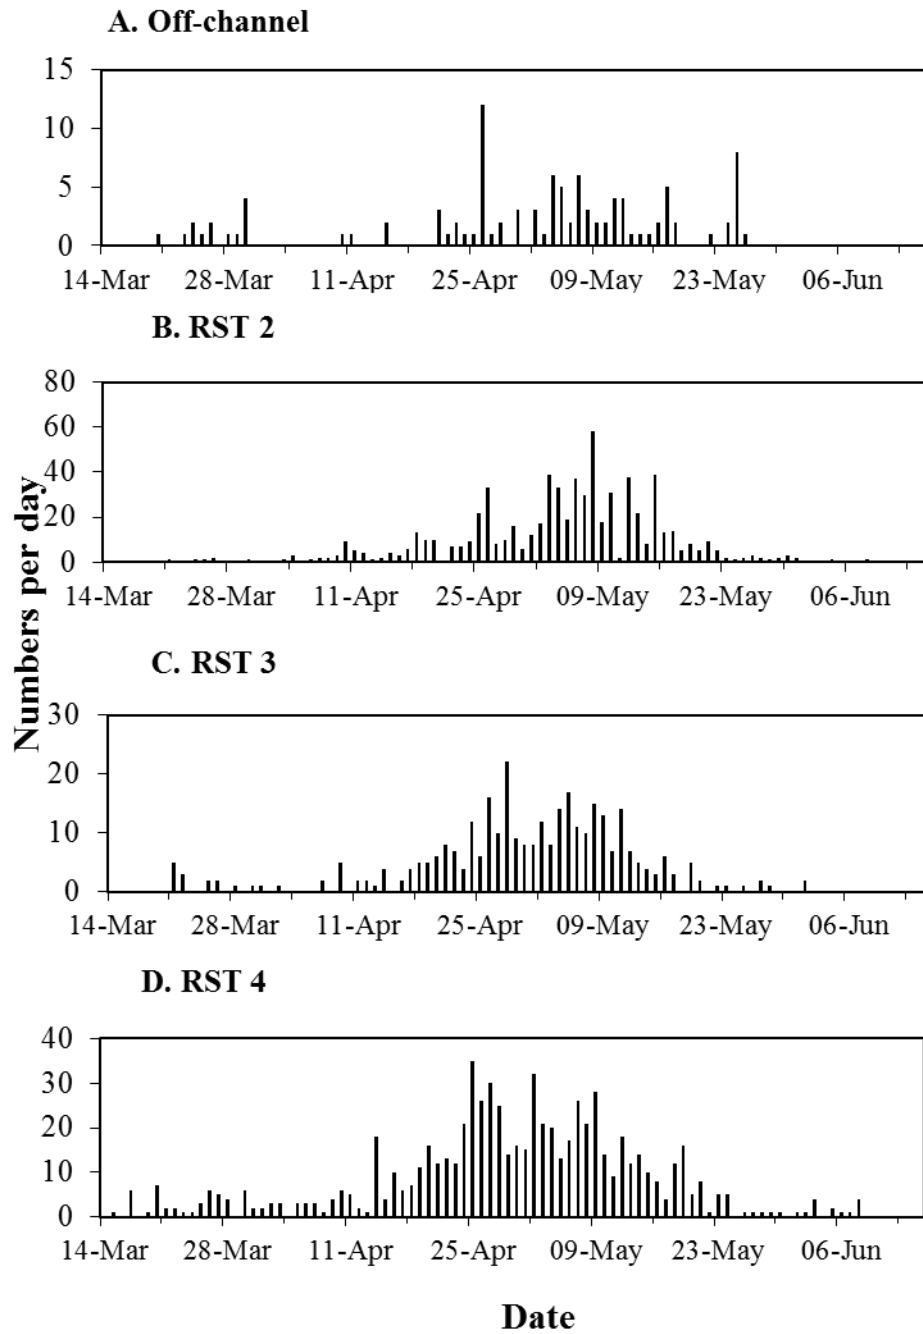 A. Off-channel
15
10
5
0
14-Mar 28-Mar 11-Apr 25-Apr 09-May 23-May 06-Jun
B. RST 2
80
60
40
20
0
14-Mar 28-Mar 11-Apr 25-Apr 09-May 23-May 06-Jun
Numbers per day
C. RST 3
30
20
10
0
14-Mar 28-Mar 11-Apr 25-Apr 09-May 23-May 06-Jun
D. RST 4
40
30
20
10
0
14-Mar 28-Mar 11-Apr 25-Apr 09-May 23-May 06-Jun
Date